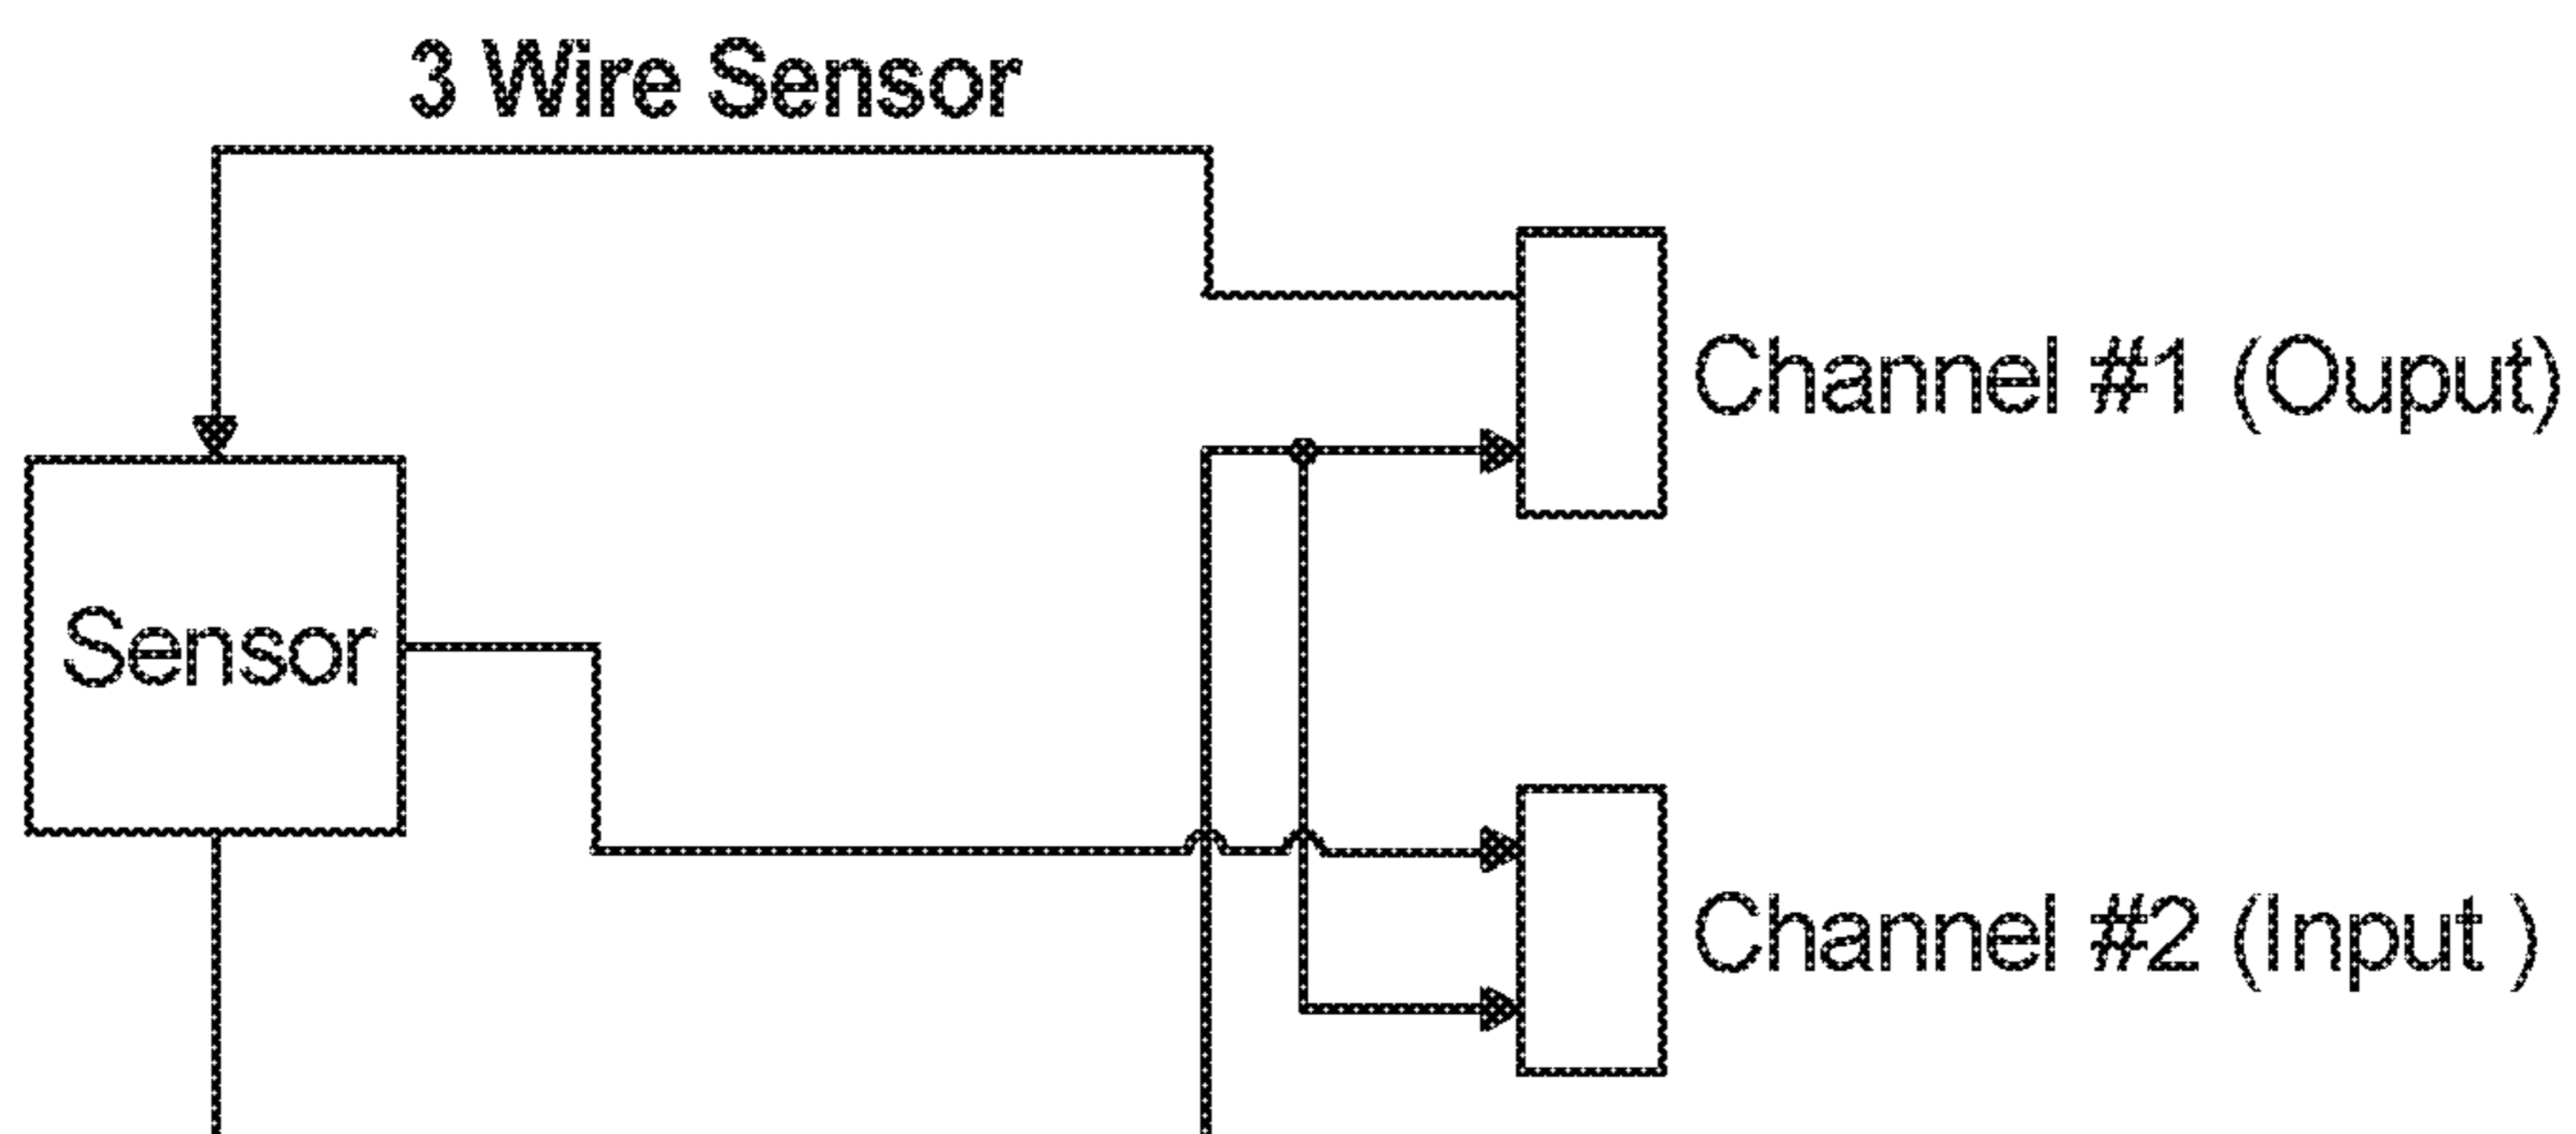 3 Wire Sensor
Channel #1 (Ouput)
Sensor
Channel #2 (Input )